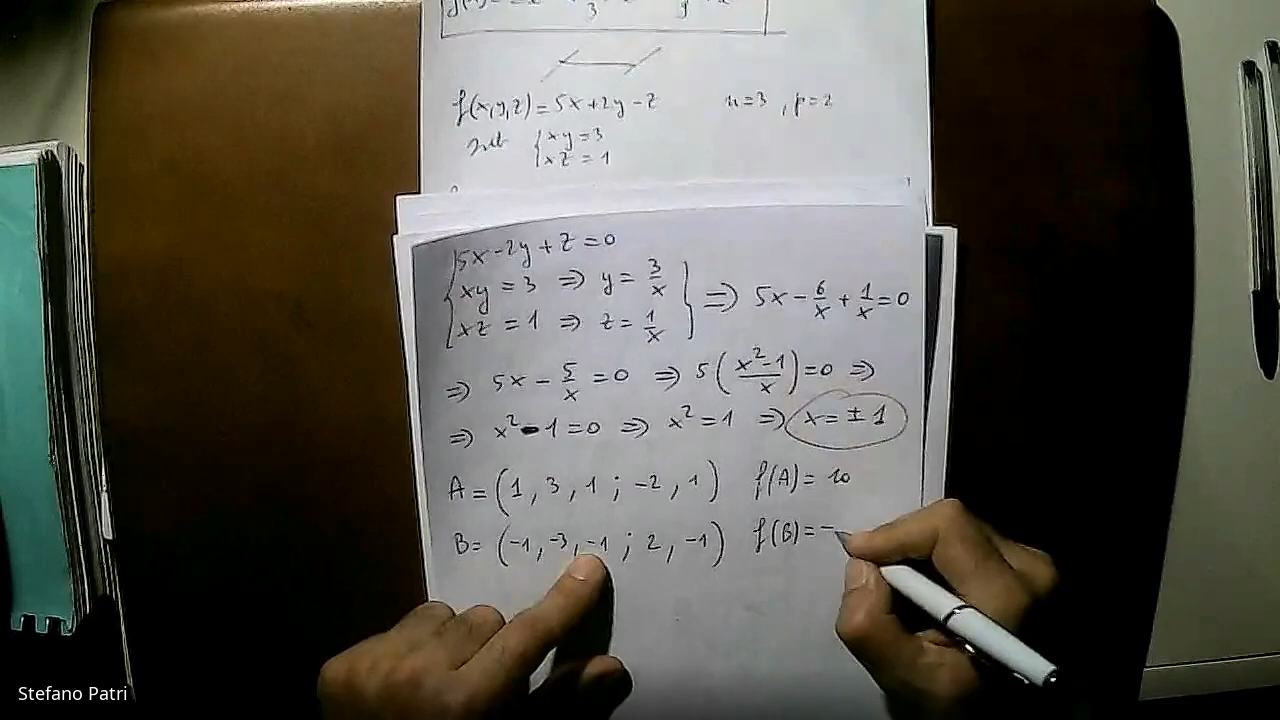 f(x,y,z) = 5x + 2y - z n=3 , p=2
sub { xy = 3
xz = 1
5x - 2y + z = 0
xy = 3 ⇒ y = 3/x } ⇒ 5x - 6/x + 1/x = 0
xz = 1 ⇒ z = 1/x
⇒ 5x - 5/x = 0 ⇒ 5 ( (x² - 1)/x ) = 0 ⇒
⇒ x² - 1 = 0 ⇒ x² = 1 ⇒ x = ± 1
A = (1, 3, 1 ; -2, 1) f(A) = 10
B = (-1, -3, -1 ; 2, -1) f(B) = -
Stefano Patri